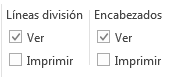 Líneas división
Ver
Imprimir
Encabezados
Ver
Imprimir